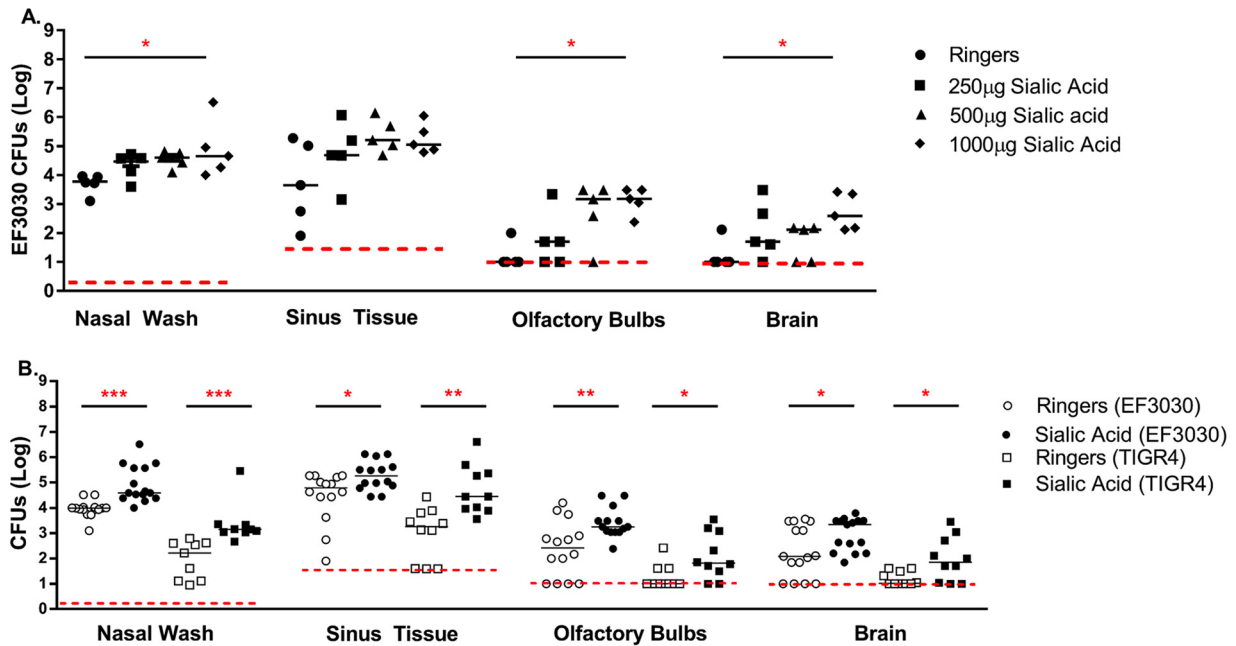 A.
EF3030 CFUs (Log)
9
8
7
6
5
4
3
2
1
0
*
*
*
Nasal Wash
Sinus Tissue
Olfactory Bulbs
Brain
Ringers
250µg Sialic Acid
500µg Sialic acid
1000µg Sialic Acid
B.
CFUs (Log)
9
8
7
6
5
4
3
2
1
0
***
***
*
**
**
*
*
*
Nasal Wash
Sinus Tissue
Olfactory Bulbs
Brain
Ringers (EF3030)
Sialic Acid (EF3030)
Ringers (TIGR4)
Sialic Acid (TIGR4)